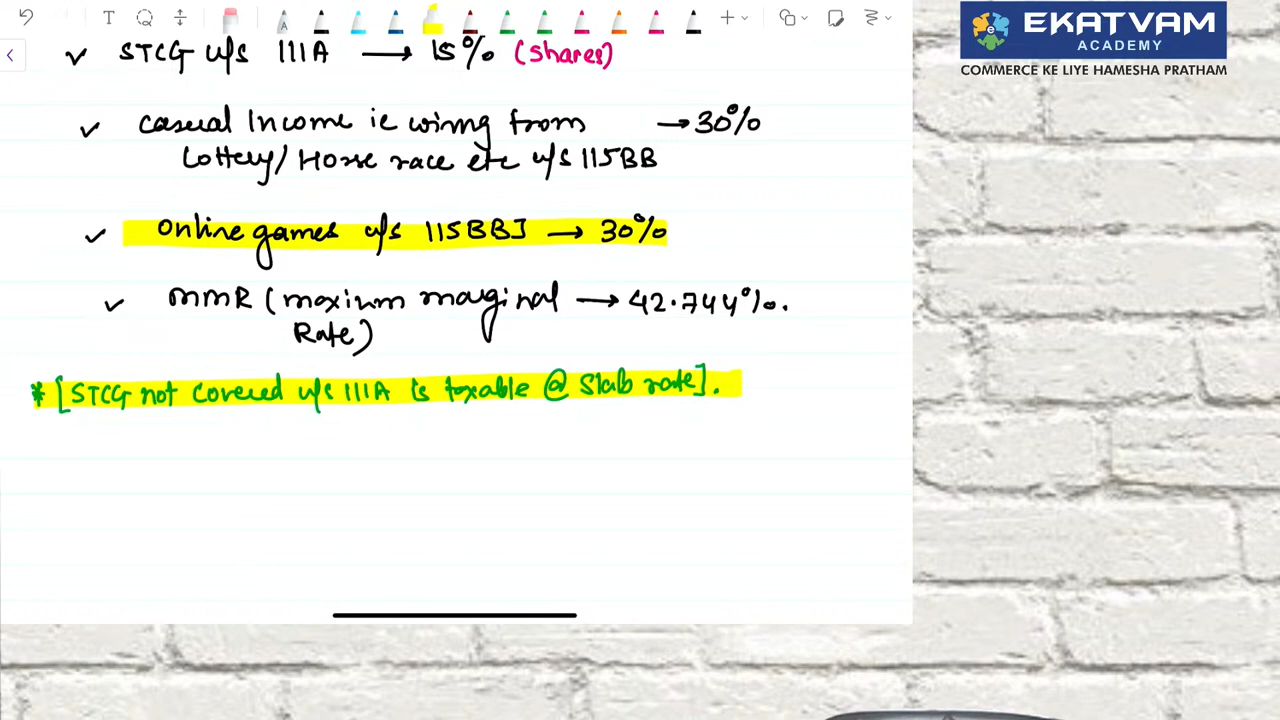 EKATVAM
ACADEMY
COMMERCE KE LIYE HAMESHA PRATHAM
✓ STCG u/s 111A → 15% (shares)
✓ casual Income ie winng from → 30%
Lottery/ Horse race etc u/s 115BB
✓ Online games u/s 115BBJ → 30%
✓ MMR (maxium marginal → 42.744%.
Rate)
* [STCG not covered u/s 111A is taxable @ Slab rate].